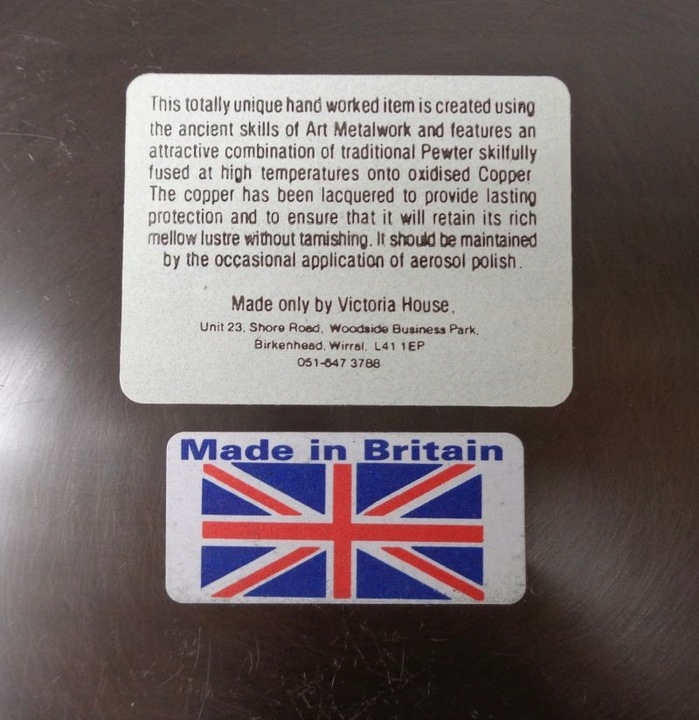 This totally unique hand worked item is created using
the ancient skills of Art Metalwork and features an
attractive combination of traditional Pewter skilfully
fused at high temperatures onto oxidised Copper.
The copper has been lacquered to provide lasting
protection and to ensure that it will retain its rich
mellow lustre without tarnishing. It should be maintained
by the occasional application of aerosol polish.
Made only by Victoria House,
Unit 23, Shore Road, Woodside Business Park,
Birkenhead, Wirral, L41 1EP
051-647 3788
Made in Britain